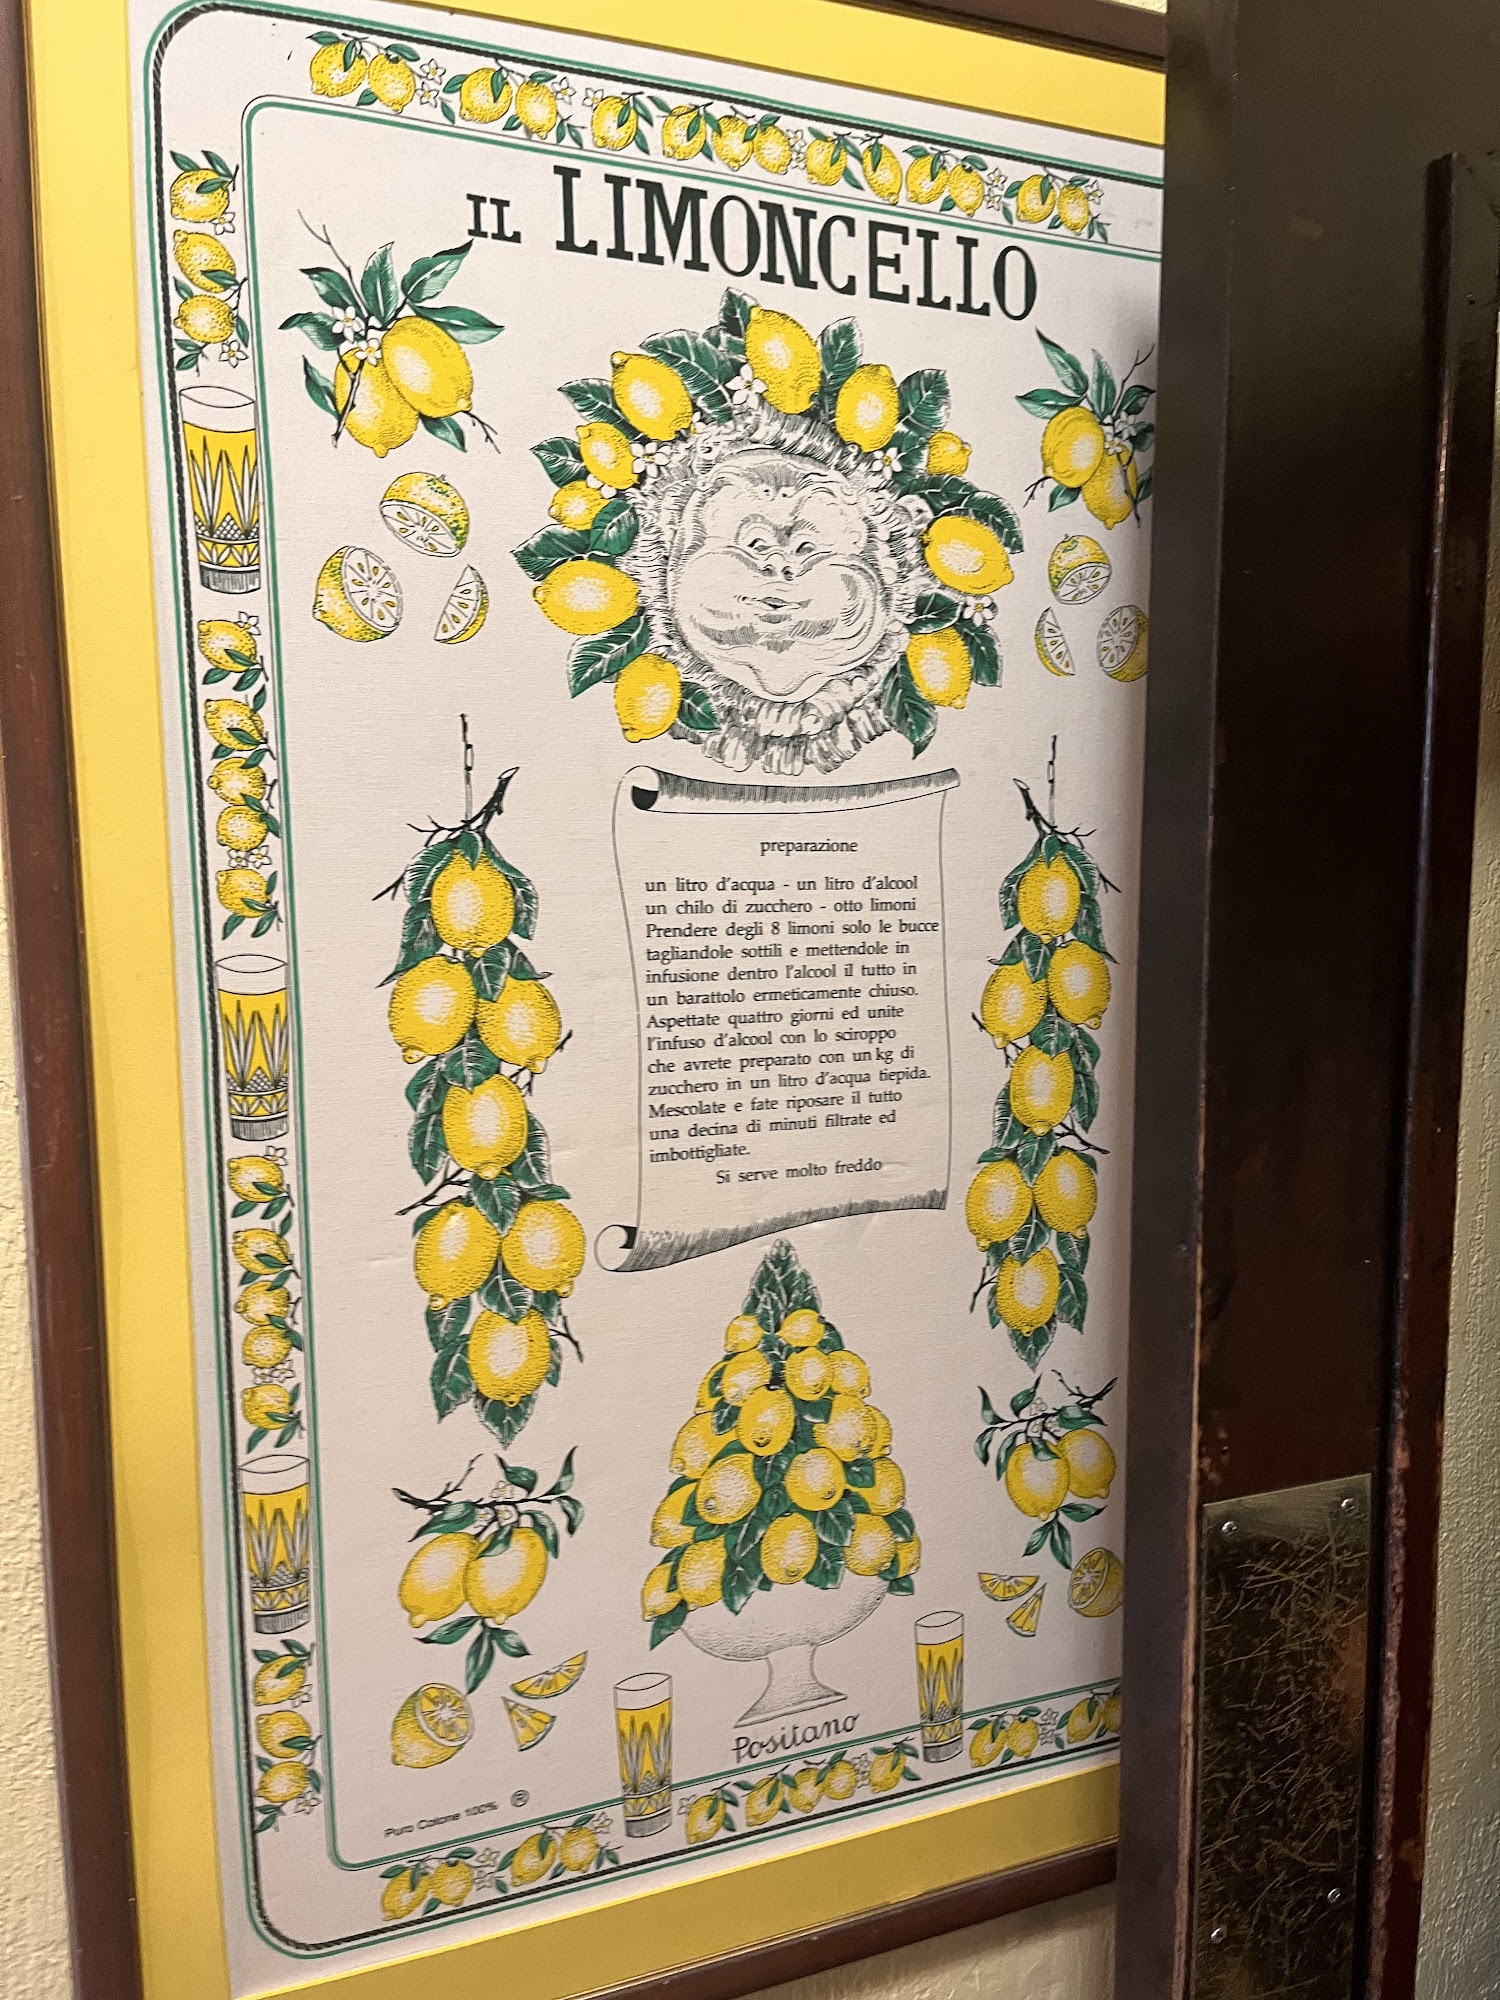 IL LIMONCELLO
preparazione
un litro d'acqua - un litro d'alcool
un chilo di zucchero - otto limoni
Prendere degli 8 limoni solo le bucce
tagliandole sottili e mettendole in
infusione dentro l'alcool il tutto in
un barattolo ermeticamente chiuso.
Aspettate quattro giorni ed unite
l'infuso d'alcool con lo sciroppo
che avrete preparato con un kg di
zucchero in un litro d'acqua tiepida.
Mescolate e fate riposare il tutto
una decina di minuti filtrate ed
imbottigliate.
Si serve molto freddo
Positano
Puro Cotone 100% ®